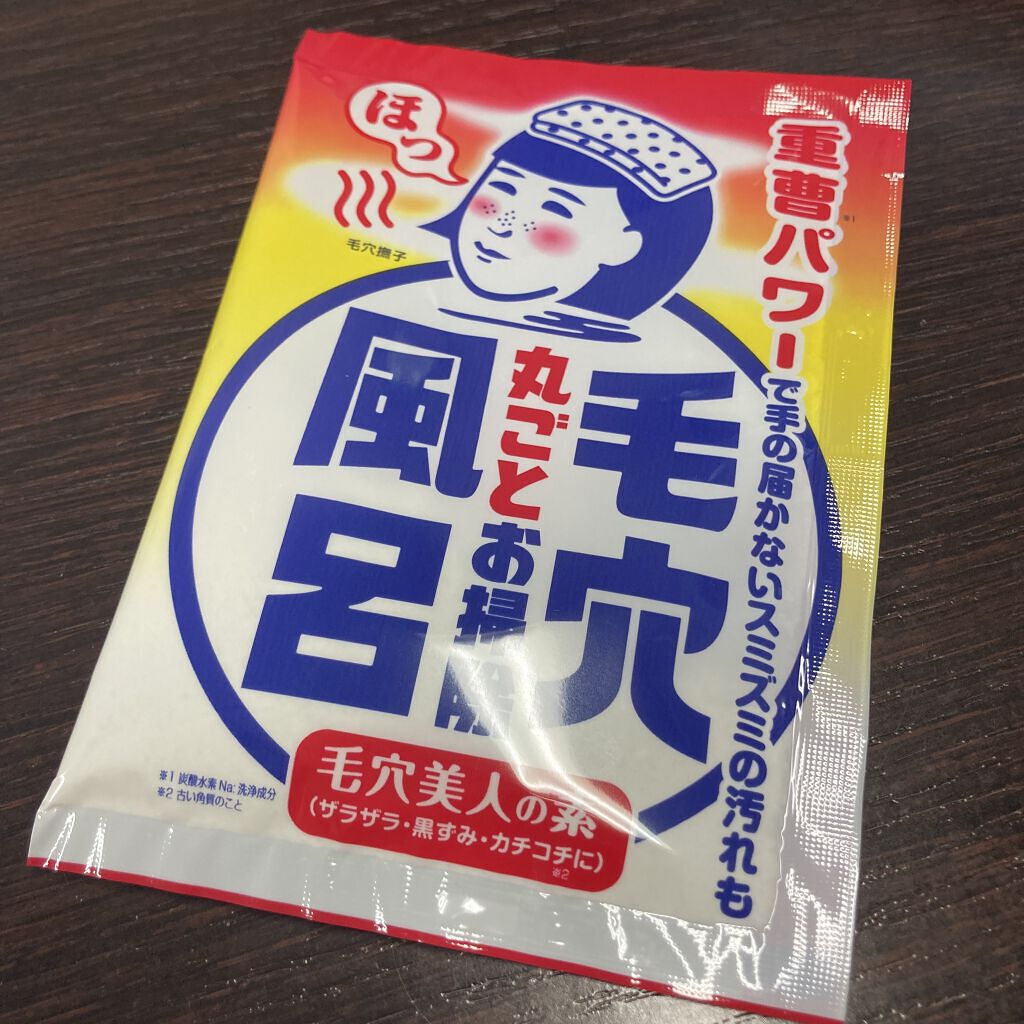 ほっ
毛穴撫子
重曹パワー※1で手の届かないスミズミの汚れも
毛穴
丸ごとお掃除
風呂
毛穴美人の素
(ザラザラ・黒ずみ・カチコチに)
※2
※1 炭酸水素Na:洗浄成分
※2 古い角質のこと